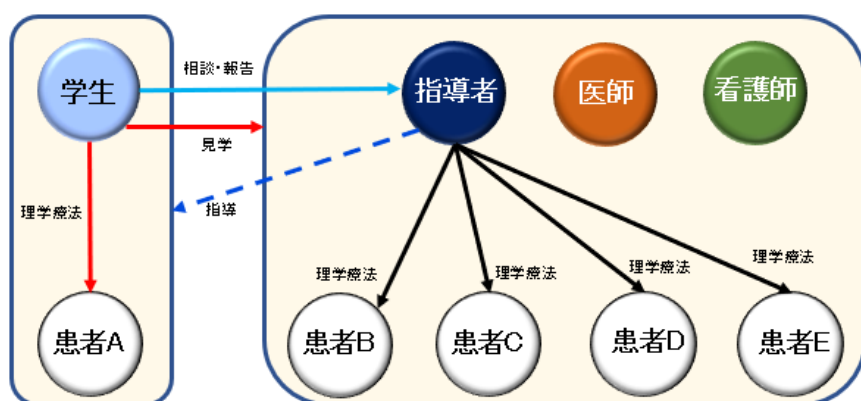 学生
相談・報告
指導者
医師
看護師
見学
指導
理学療法
理学療法
理学療法
理学療法
理学療法
患者A
患者B
患者C
患者D
患者E